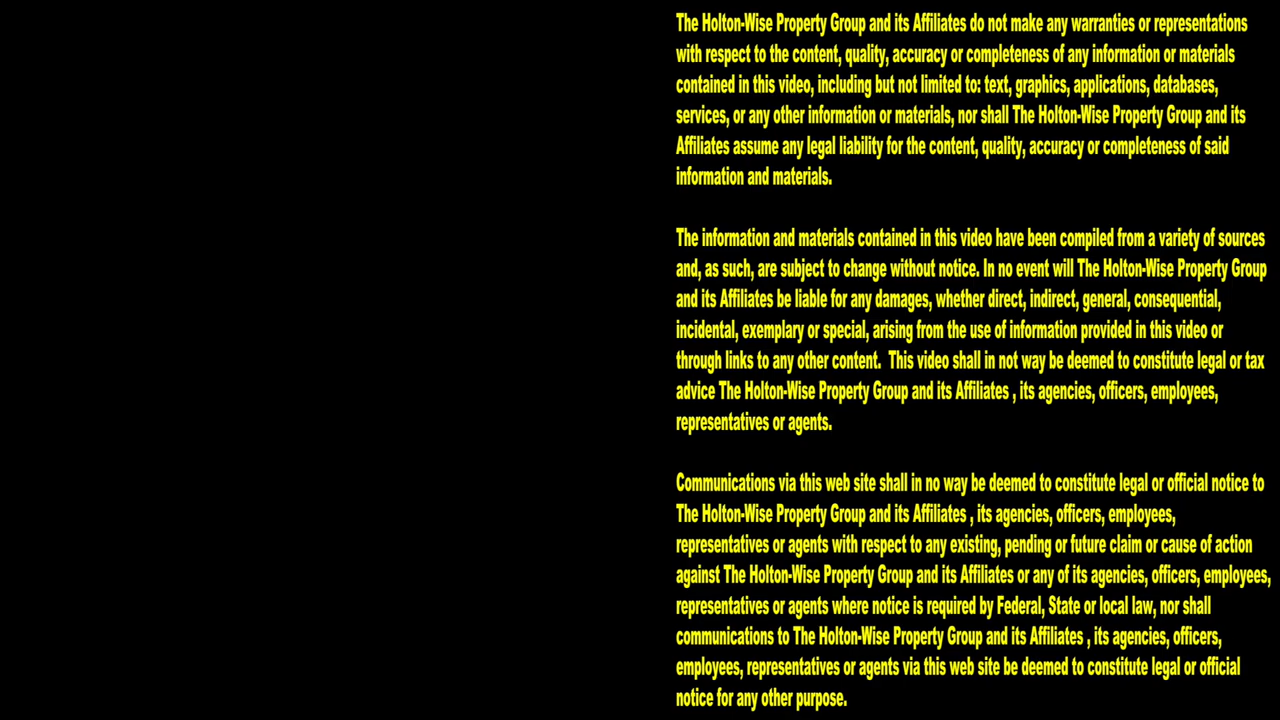 The Holton-Wise Property Group and its Affiliates do not make any warranties or representations
with respect to the content, quality, accuracy or completeness of any information or materials
contained in this video, including but not limited to: text, graphics, applications, databases,
services, or any other information or materials, nor shall The Holton-Wise Property Group and its
Affiliates assume any legal liability for the content, quality, accuracy or completeness of said
information and materials.
The information and materials contained in this video have been compiled from a variety of sources
and, as such, are subject to change without notice. In no event will The Holton-Wise Property Group
and its Affiliates be liable for any damages, whether direct, indirect, general, consequential,
incidental, exemplary or special, arising from the use of information provided in this video or
through links to any other content.  This video shall in not way be deemed to constitute legal or tax
advice The Holton-Wise Property Group and its Affiliates , its agencies, officers, employees,
representatives or agents.
Communications via this web site shall in no way be deemed to constitute legal or official notice to
The Holton-Wise Property Group and its Affiliates , its agencies, officers, employees,
representatives or agents with respect to any existing, pending or future claim or cause of action
against The Holton-Wise Property Group and its Affiliates or any of its agencies, officers, employees,
representatives or agents where notice is required by Federal, State or local law, nor shall
communications to The Holton-Wise Property Group and its Affiliates , its agencies, officers,
employees, representatives or agents via this web site be deemed to constitute legal or official
notice for any other purpose.